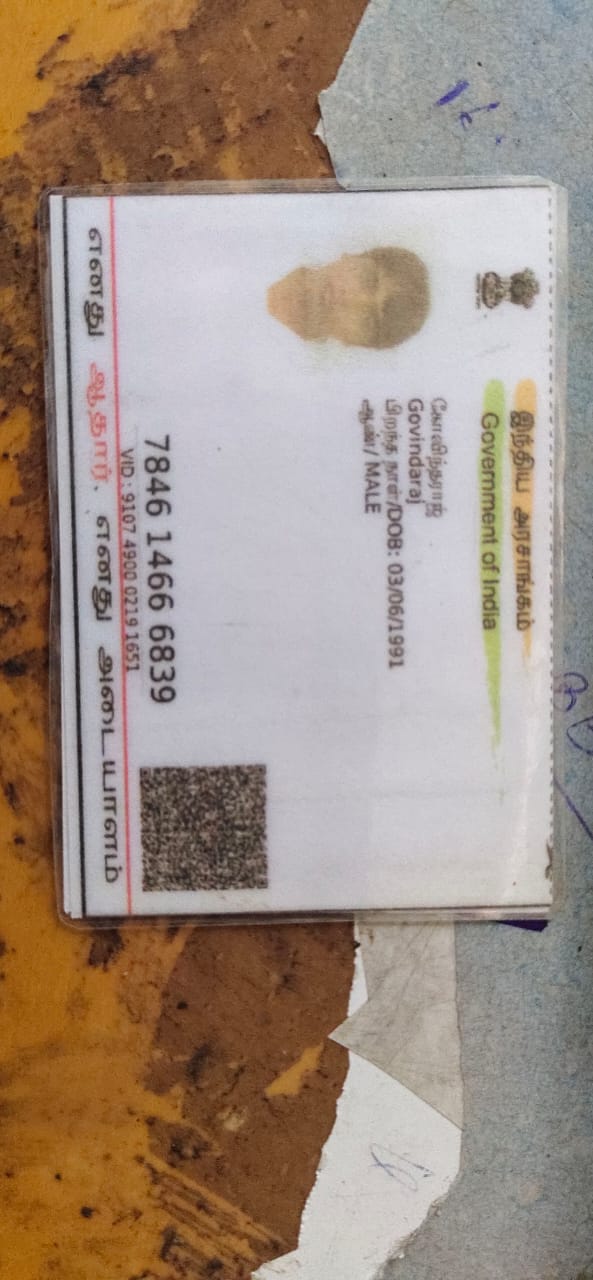 இந்திய அரசாங்கம்
Government of India
கோவிந்தராஜ்
Govindaraj
பிறந்த நாள்/DOB: 03/06/1991
ஆண்/ MALE
7846 1466 6839
VID : 9107 4900 0219 1651
எனது ஆதார், எனது அடையாளம்